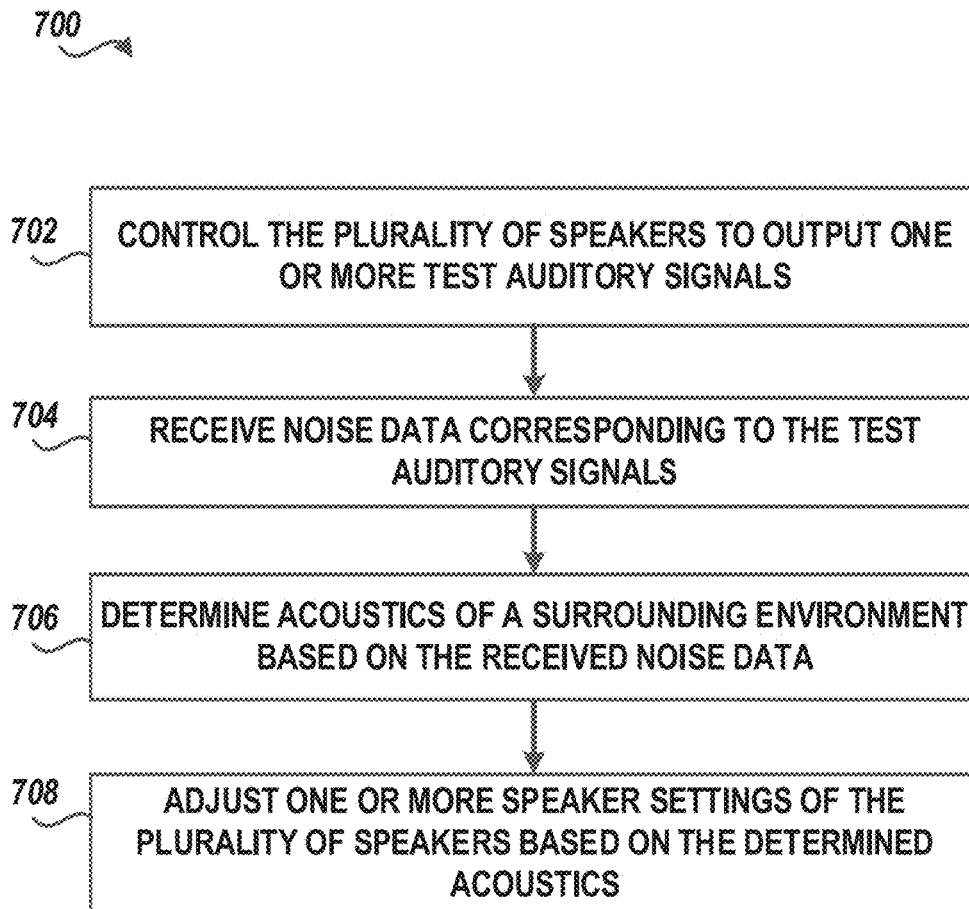 700
702
CONTROL THE PLURALITY OF SPEAKERS TO OUTPUT ONE
OR MORE TEST AUDITORY SIGNALS
704
RECEIVE NOISE DATA CORRESPONDING TO THE TEST
AUDITORY SIGNALS
706
DETERMINE ACOUSTICS OF A SURROUNDING ENVIRONMENT
BASED ON THE RECEIVED NOISE DATA
708
ADJUST ONE OR MORE SPEAKER SETTINGS OF THE
PLURALITY OF SPEAKERS BASED ON THE DETERMINED
ACOUSTICS